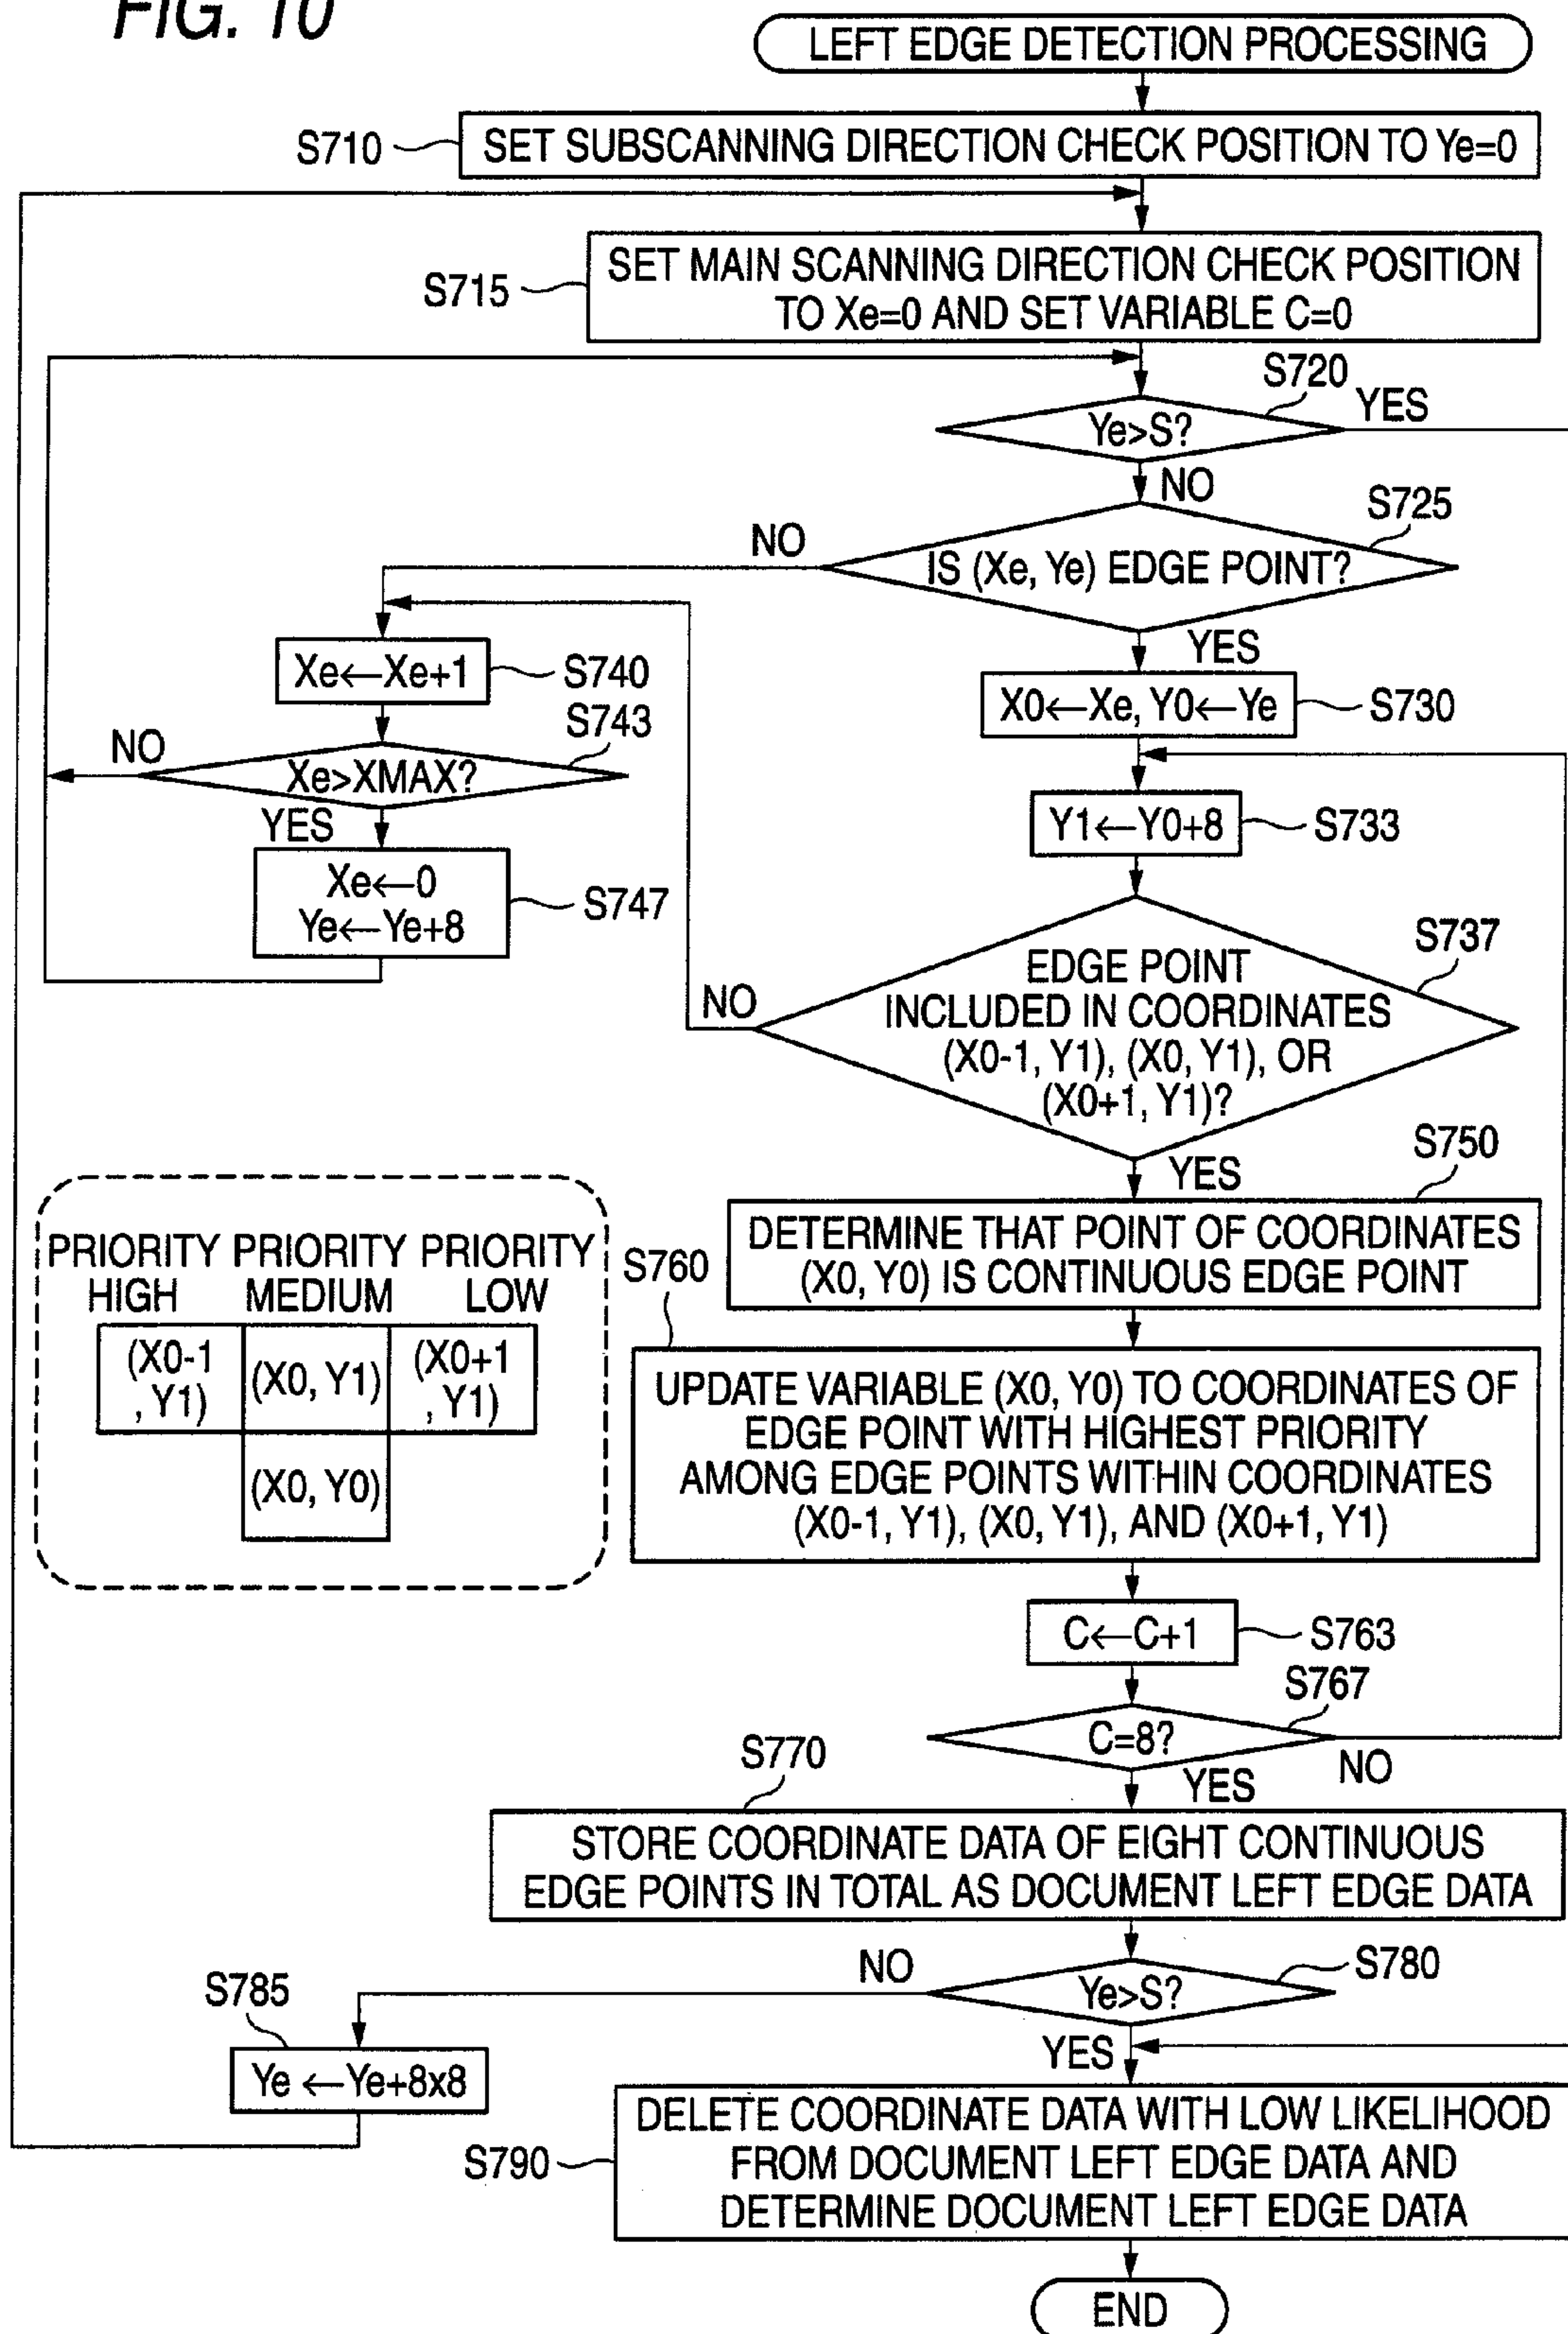 FIG. 10
LEFT EDGE DETECTION PROCESSING
S710
SET SUBSCANNING DIRECTION CHECK POSITION TO Ye=0
S715
SET MAIN SCANNING DIRECTION CHECK POSITION
TO Xe=0 AND SET VARIABLE C=0
S720
Ye>S?
YES
NO
S725
IS (Xe, Ye) EDGE POINT?
NO
YES
X0←Xe, Y0←Ye
S730
Xe←Xe+1
S740
S743
Xe>XMAX?
NO
YES
Xe←0
Ye←Ye+8
S747
Y1←Y0+8
S733
S737
EDGE POINT
INCLUDED IN COORDINATES
(X0-1, Y1), (X0, Y1), OR
(X0+1, Y1)?
NO
YES
S750
DETERMINE THAT POINT OF COORDINATES
(X0, Y0) IS CONTINUOUS EDGE POINT
PRIORITY PRIORITY PRIORITY
HIGH MEDIUM LOW
(X0-1
, Y1)
(X0, Y1)
(X0+1
, Y1)
(X0, Y0)
S760
UPDATE VARIABLE (X0, Y0) TO COORDINATES OF
EDGE POINT WITH HIGHEST PRIORITY
AMONG EDGE POINTS WITHIN COORDINATES
(X0-1, Y1), (X0, Y1), AND (X0+1, Y1)
C←C+1
S763
S767
C=8?
NO
YES
S770
STORE COORDINATE DATA OF EIGHT CONTINUOUS
EDGE POINTS IN TOTAL AS DOCUMENT LEFT EDGE DATA
S780
Ye>S?
NO
YES
S785
Ye ←Ye+8x8
S790
DELETE COORDINATE DATA WITH LOW LIKELIHOOD
FROM DOCUMENT LEFT EDGE DATA AND
DETERMINE DOCUMENT LEFT EDGE DATA
END